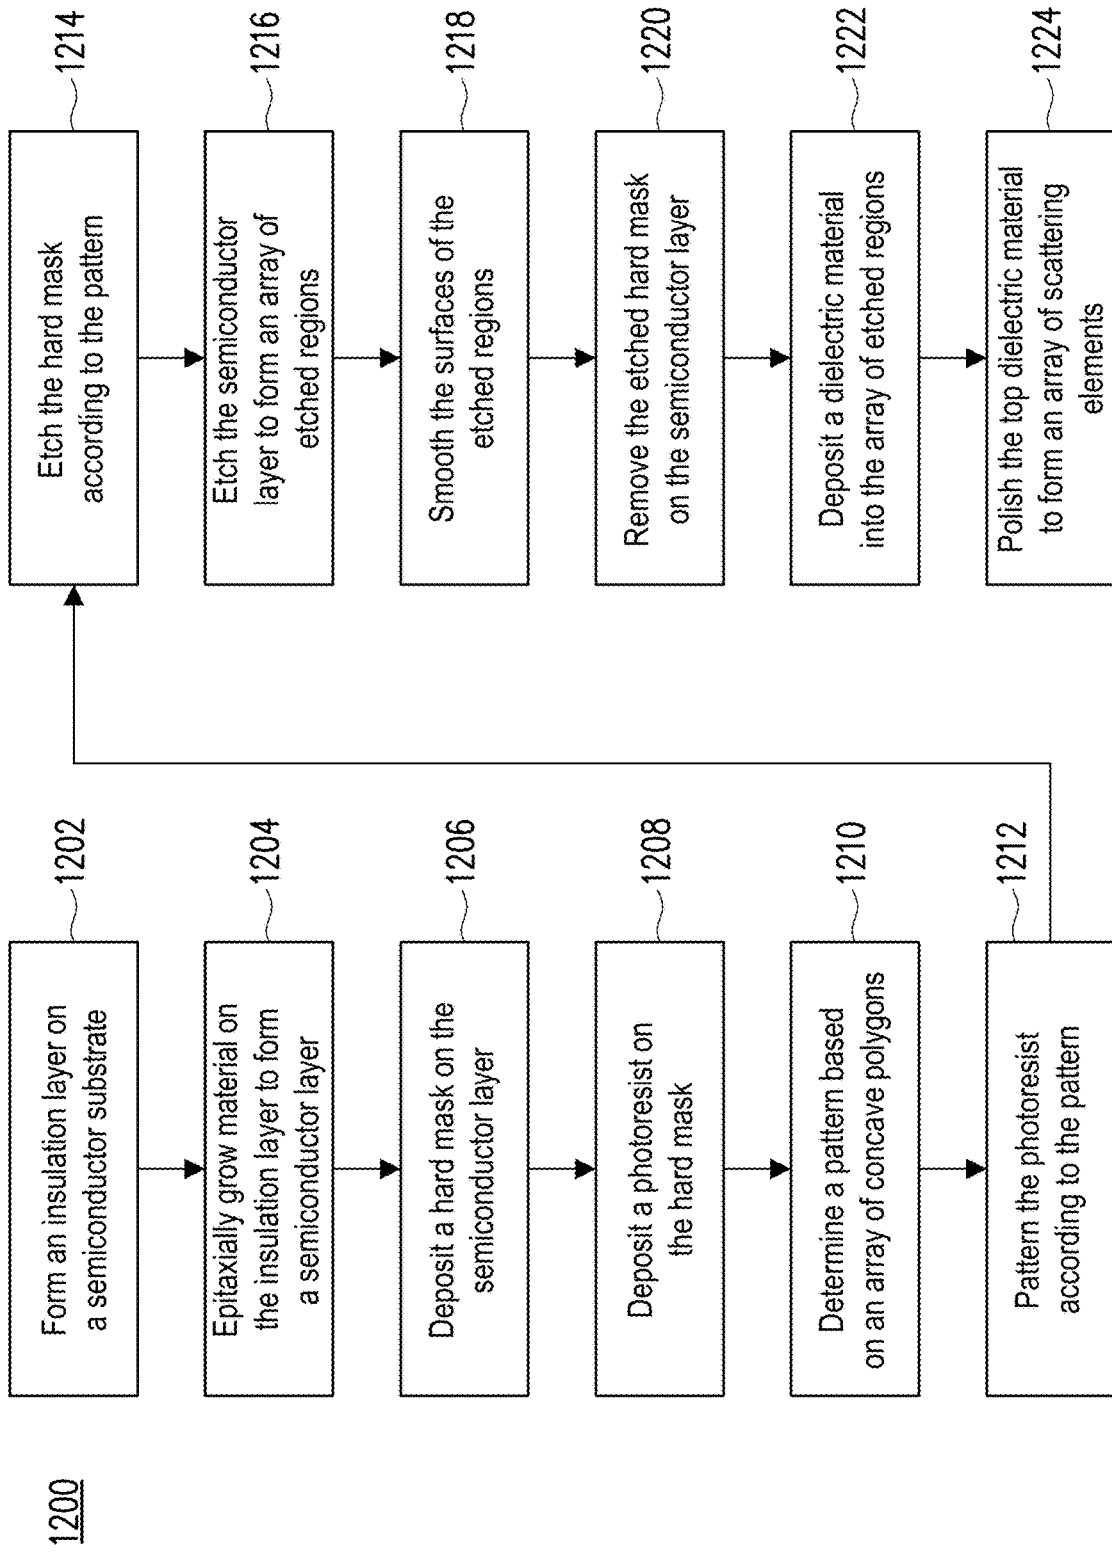 1200
Form an insulation layer on
a semiconductor substrate
1202
Epitaxially grow material on
the insulation layer to form
a semiconductor layer
1204
Deposit a hard mask on the
semiconductor layer
1206
Deposit a photoresist on
the hard mask
1208
Determine a pattern based
on an array of concave polygons
1210
Pattern the photoresist
according to the pattern
1212
Etch the hard mask
according to the pattern
1214
Etch the semiconductor
layer to form an array of
etched regions
1216
Smooth the surfaces of the
etched regions
1218
Remove the etched hard mask
on the semiconductor layer
1220
Deposit a dielectric material
into the array of etched regions
1222
Polish the top dielectric material
to form an array of scattering
elements
1224